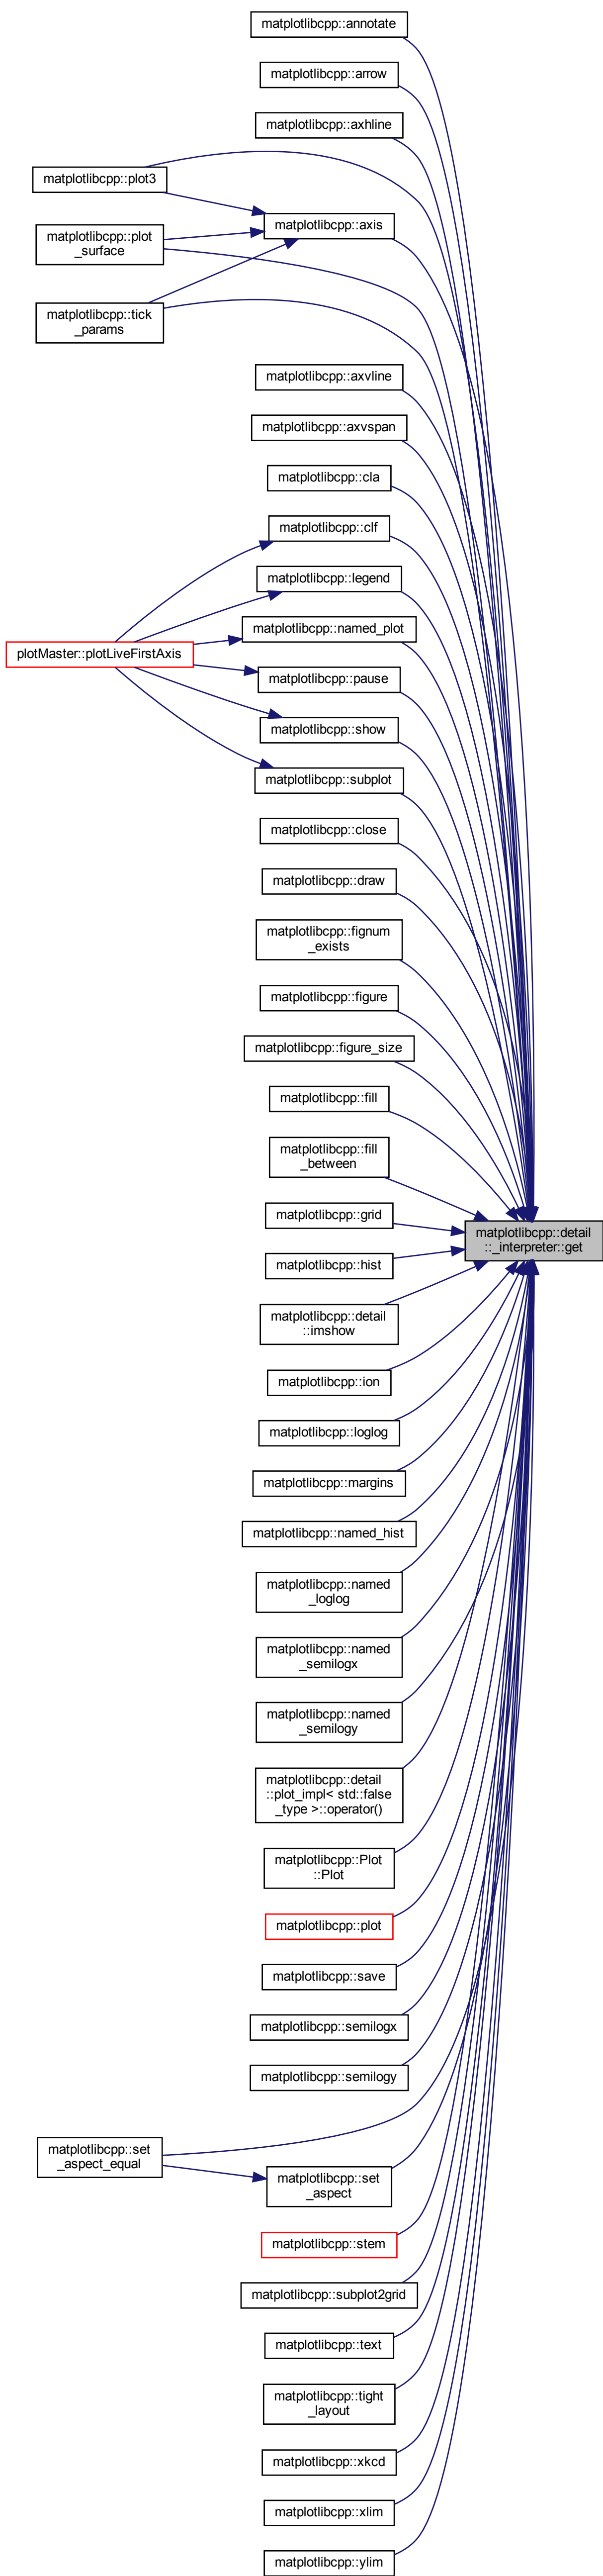 matplotlibcpp::annotate
matplotlibcpp::arrow
matplotlibcpp::axhline
matplotlibcpp::plot3
matplotlibcpp::axis
matplotlibcpp::plot
_surface
matplotlibcpp::tick
_params
matplotlibcpp::axvline
matplotlibcpp::axvspan
matplotlibcpp::cla
matplotlibcpp::clf
matplotlibcpp::legend
matplotlibcpp::named_plot
plotMaster::plotLiveFirstAxis
matplotlibcpp::pause
matplotlibcpp::show
matplotlibcpp::subplot
matplotlibcpp::close
matplotlibcpp::draw
matplotlibcpp::fignum
_exists
matplotlibcpp::figure
matplotlibcpp::figure_size
matplotlibcpp::fill
matplotlibcpp::fill
_between
matplotlibcpp::grid
matplotlibcpp::detail
::_interpreter::get
matplotlibcpp::hist
matplotlibcpp::detail
::imshow
matplotlibcpp::ion
matplotlibcpp::loglog
matplotlibcpp::margins
matplotlibcpp::named_hist
matplotlibcpp::named
_loglog
matplotlibcpp::named
_semilogx
matplotlibcpp::named
_semilogy
matplotlibcpp::detail
::plot_impl< std::false
_type >::operator()
matplotlibcpp::Plot
::Plot
matplotlibcpp::plot
matplotlibcpp::save
matplotlibcpp::semilogx
matplotlibcpp::semilogy
matplotlibcpp::set
_aspect_equal
matplotlibcpp::set
_aspect
matplotlibcpp::stem
matplotlibcpp::subplot2grid
matplotlibcpp::text
matplotlibcpp::tight
_layout
matplotlibcpp::xkcd
matplotlibcpp::xlim
matplotlibcpp::ylim